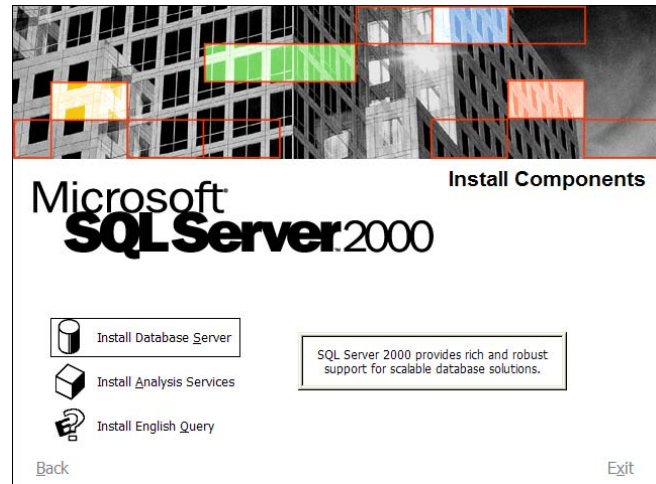 Install Components
Microsoft®
SQL Server™ 2000
Install Database Server
SQL Server 2000 provides rich and robust
support for scalable database solutions.
Install Analysis Services
Install English Query
Back
Exit